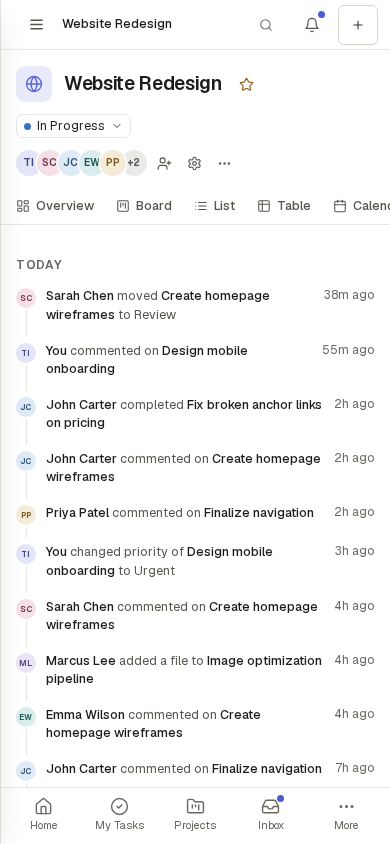 Website Redesign
Website Redesign
In Progress
TI SC JC EW PP +2
Overview Board List Table Calen
TODAY
SC Sarah Chen moved Create homepage 38m ago
wireframes to Review
TI You commented on Design mobile 55m ago
onboarding
JC John Carter completed Fix broken anchor links 2h ago
on pricing
JC John Carter commented on Create homepage 2h ago
wireframes
PP Priya Patel commented on Finalize navigation 2h ago
TI You changed priority of Design mobile 3h ago
onboarding to Urgent
SC Sarah Chen commented on Create homepage 4h ago
wireframes
ML Marcus Lee added a file to Image optimization 4h ago
pipeline
EW Emma Wilson commented on Create 4h ago
homepage wireframes
JC John Carter commented on Finalize navigation 7h ago
Home My Tasks Projects Inbox More